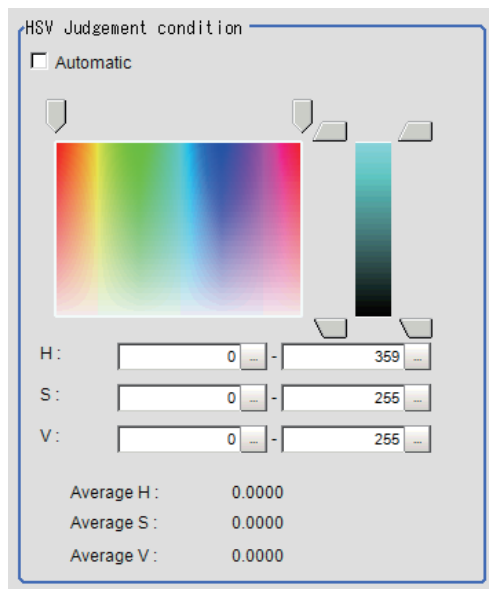 HSV Judgement condition
Automatic
H : 0 ... - 359 ...
S : 0 ... - 255 ...
V : 0 ... - 255 ...
Average H : 0.0000
Average S : 0.0000
Average V : 0.0000